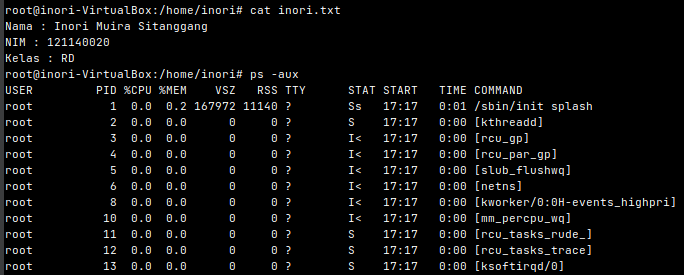 root@inori-VirtualBox:/home/inori# cat inori.txt
Nama : Inori Muira Sitanggang
NIM : 121140020
Kelas : RD
root@inori-VirtualBox:/home/inori# ps -aux
USER PID %CPU %MEM VSZ RSS TTY STAT START TIME COMMAND
root 1 0.0 0.2 167972 11140 ? Ss 17:17 0:01 /sbin/init splash
root 2 0.0 0.0 0 0 ? S 17:17 0:00 [kthreadd]
root 3 0.0 0.0 0 0 ? I< 17:17 0:00 [rcu_gp]
root 4 0.0 0.0 0 0 ? I< 17:17 0:00 [rcu_par_gp]
root 5 0.0 0.0 0 0 ? I< 17:17 0:00 [slub_flushwq]
root 6 0.0 0.0 0 0 ? I< 17:17 0:00 [netns]
root 8 0.0 0.0 0 0 ? I< 17:17 0:00 [kworker/0:0H-events_highpri]
root 10 0.0 0.0 0 0 ? I< 17:17 0:00 [mm_percpu_wq]
root 11 0.0 0.0 0 0 ? S 17:17 0:00 [rcu_tasks_rude_]
root 12 0.0 0.0 0 0 ? S 17:17 0:00 [rcu_tasks_trace]
root 13 0.0 0.0 0 0 ? S 17:17 0:00 [ksoftirqd/0]